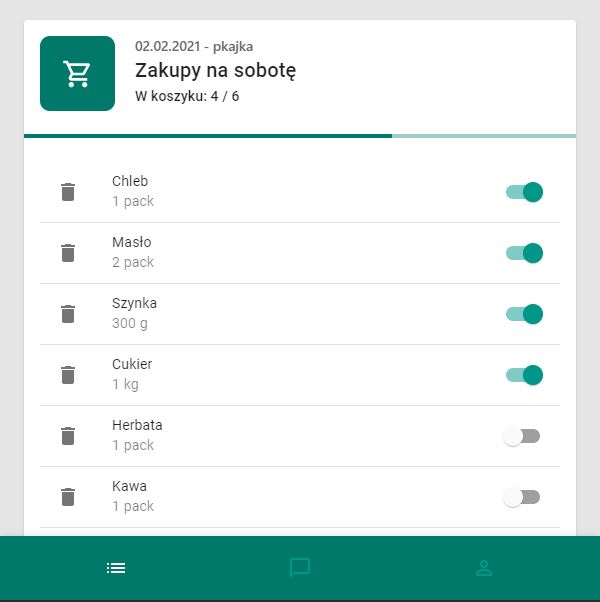 02.02.2021 - pkajka
Zakupy na sobotę
W koszyku: 4 / 6
Chleb
1 pack
Masło
2 pack
Szynka
300 g
Cukier
1 kg
Herbata
1 pack
Kawa
1 pack